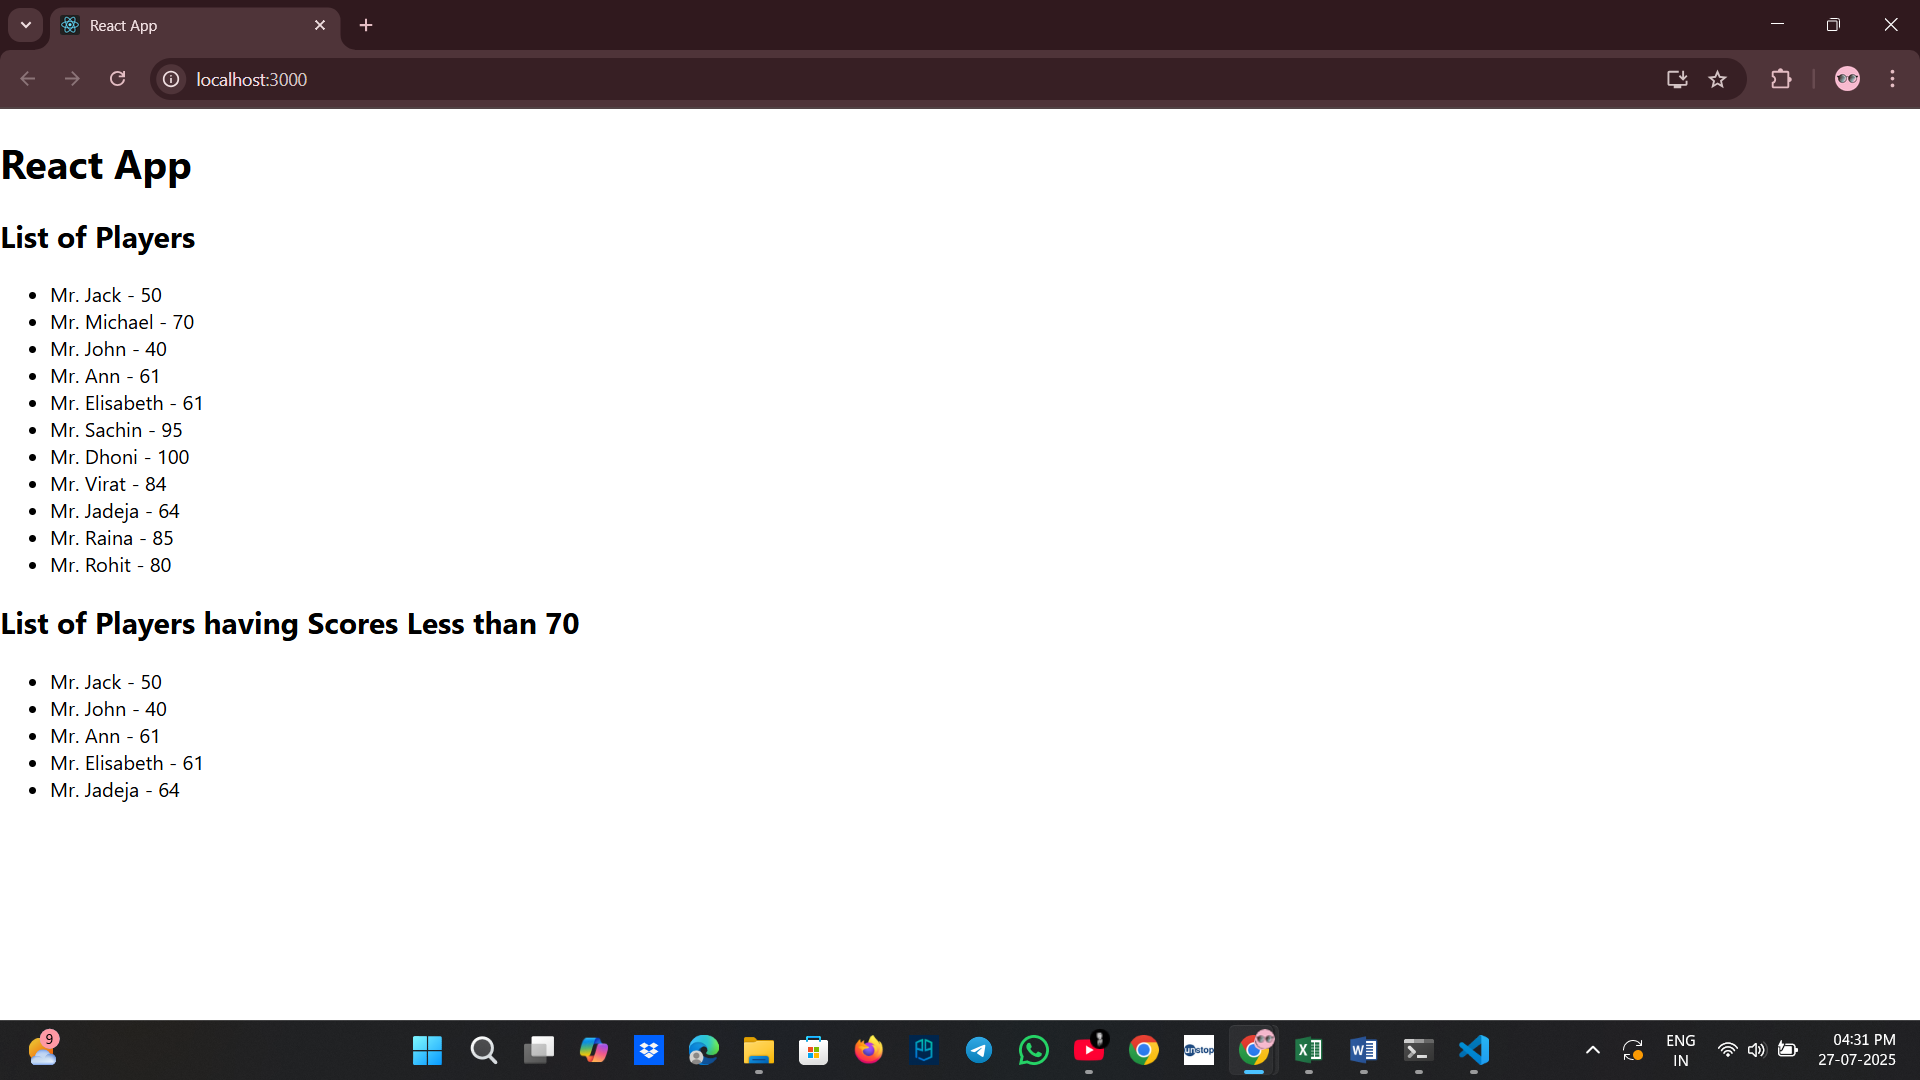 React App
localhost:3000
React App
List of Players
Mr. Jack - 50
Mr. Michael - 70
Mr. John - 40
Mr. Ann - 61
Mr. Elisabeth - 61
Mr. Sachin - 95
Mr. Dhoni - 100
Mr. Virat - 84
Mr. Jadeja - 64
Mr. Raina - 85
Mr. Rohit - 80
List of Players having Scores Less than 70
Mr. Jack - 50
Mr. John - 40
Mr. Ann - 61
Mr. Elisabeth - 61
Mr. Jadeja - 64
9
unstop
ENG
IN
04:31 PM
27-07-2025